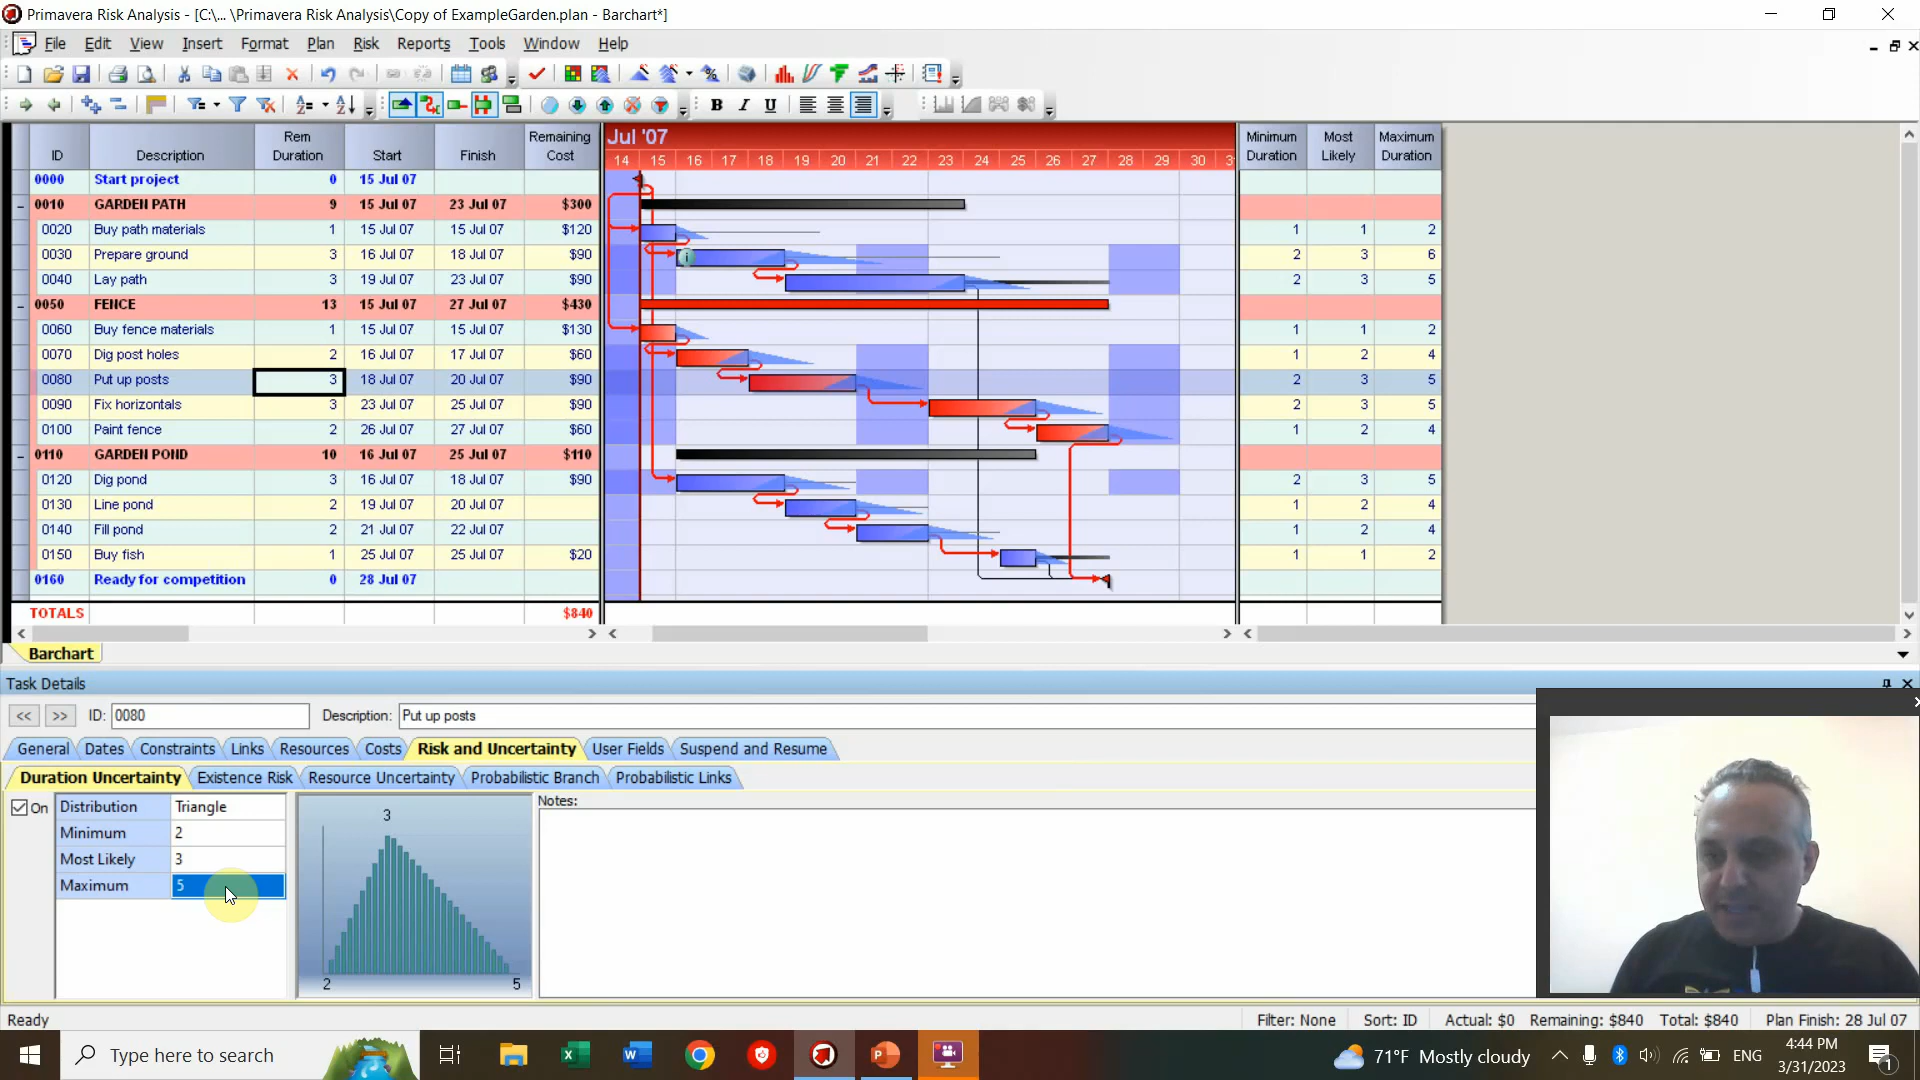 Primavera Risk Analysis - [C:\... \Primavera Risk Analysis\Copy of ExampleGarden.plan - Barchart*]
File Edit View Insert Format Plan Risk Reports Tools Window Help
B I U
ID Description Rem Duration Start Finish Remaining Cost
Jul '07
14 15 16 17 18 19 20 21 22 23 24 25 26 27 28 29 30 3
Minimum Duration Most Likely Maximum Duration
0000 Start project 0 15 Jul 07
0010 GARDEN PATH 9 15 Jul 07 23 Jul 07 $300
0020 Buy path materials 1 15 Jul 07 15 Jul 07 $120 1 1 2
0030 Prepare ground 3 16 Jul 07 18 Jul 07 $90 2 3 6
0040 Lay path 3 19 Jul 07 23 Jul 07 $90 2 3 5
0050 FENCE 13 15 Jul 07 27 Jul 07 $430
0060 Buy fence materials 1 15 Jul 07 15 Jul 07 $130 1 1 2
0070 Dig post holes 2 16 Jul 07 17 Jul 07 $60 1 2 4
0080 Put up posts 3 18 Jul 07 20 Jul 07 $90 2 3 5
0090 Fix horizontals 3 23 Jul 07 25 Jul 07 $90 2 3 5
0100 Paint fence 2 26 Jul 07 27 Jul 07 $60 1 2 4
0110 GARDEN POND 10 16 Jul 07 25 Jul 07 $110
0120 Dig pond 3 16 Jul 07 18 Jul 07 $90 2 3 5
0130 Line pond 2 19 Jul 07 20 Jul 07 1 2 4
0140 Fill pond 2 21 Jul 07 22 Jul 07 1 2 4
0150 Buy fish 1 25 Jul 07 25 Jul 07 $20 1 1 2
0160 Ready for competition 0 28 Jul 07
TOTALS $840
Barchart
Task Details
<< >> ID: 0080 Description: Put up posts
General Dates Constraints Links Resources Costs Risk and Uncertainty User Fields Suspend and Resume
Duration Uncertainty Existence Risk Resource Uncertainty Probabilistic Branch Probabilistic Links
On Distribution Triangle
Minimum 2
Most Likely 3
Maximum 5
3
2 5
Notes:
Ready Filter: None Sort: ID Actual: $0 Remaining: $840 Total: $840 Plan Finish: 28 Jul 07
Type here to search
71°F Mostly cloudy
ENG
4:44 PM
3/31/2023
1